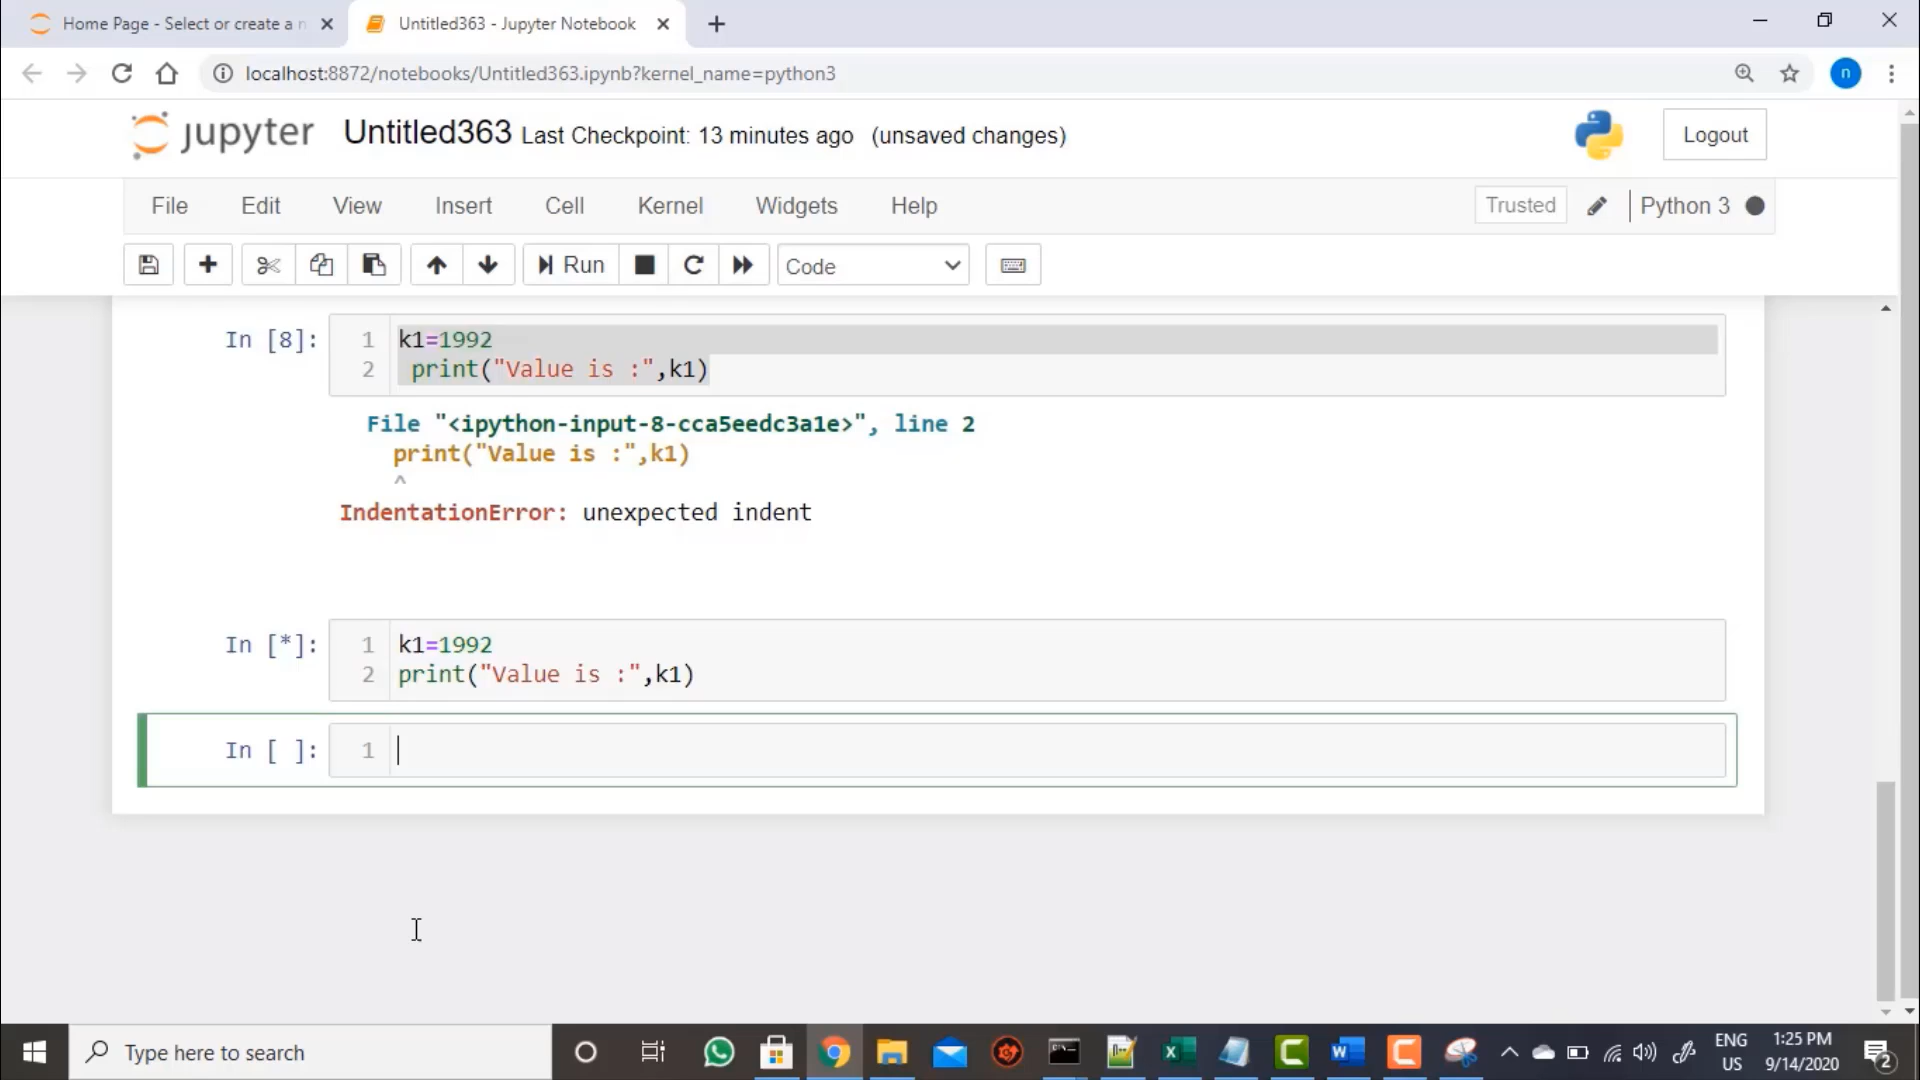 Home Page - Select or create a n
Untitled363 - Jupyter Notebook
localhost:8872/notebooks/Untitled363.ipynb?kernel_name=python3
n
jupyter Untitled363 Last Checkpoint: 13 minutes ago (unsaved changes)
Logout
File Edit View Insert Cell Kernel Widgets Help
Trusted
Python 3
Run
Code
In [8]:
1 k1=1992
2  print("Value is :",k1)
File "<ipython-input-8-cca5eedc3a1e>", line 2
print("Value is :",k1)
^
IndentationError: unexpected indent
In [*]:
1 k1=1992
2 print("Value is :",k1)
In [ ]:
1
Type here to search
ENG
US
1:25 PM
9/14/2020
2